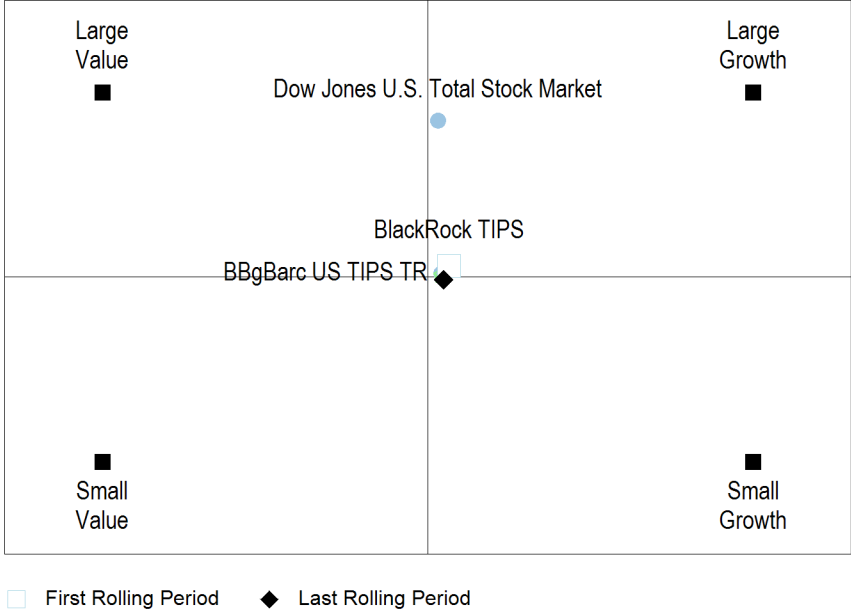 Large
Value
Large
Growth
Dow Jones U.S. Total Stock Market
BlackRock TIPS
BBgBarc US TIPS TR
Small
Value
Small
Growth
First Rolling Period
Last Rolling Period